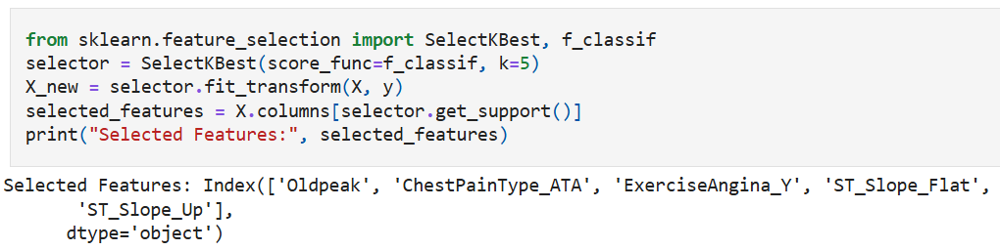 from sklearn.feature_selection import SelectKBest, f_classif
selector = SelectKBest(score_func=f_classif, k=5)
X_new = selector.fit_transform(X, y)
selected_features = X.columns[selector.get_support()]
print("Selected Features:", selected_features)
Selected Features: Index(['Oldpeak', 'ChestPainType_ATA', 'ExerciseAngina_Y', 'ST_Slope_Flat',
       'ST_Slope_Up'],
      dtype='object')